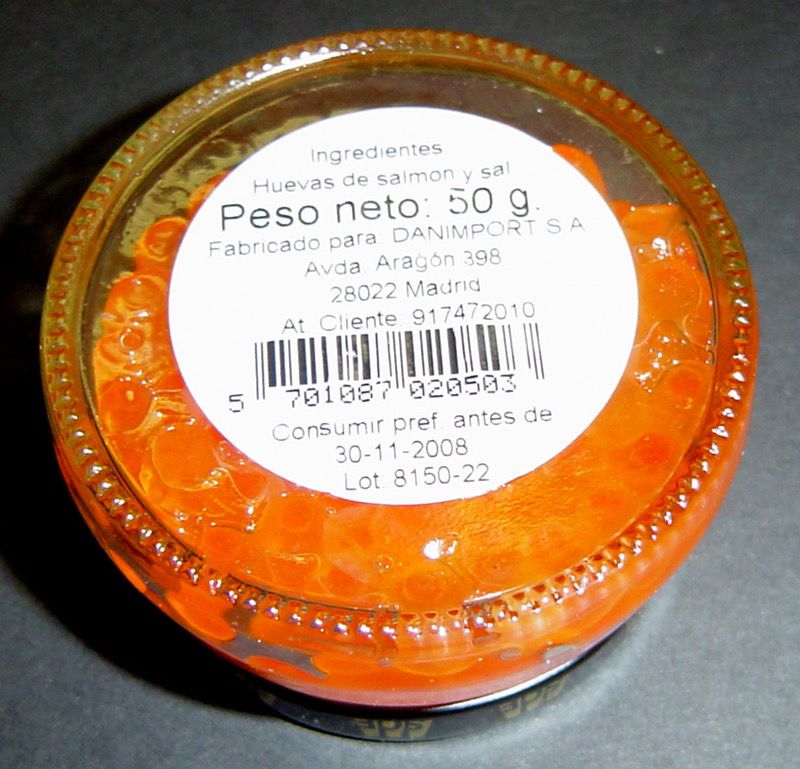 Ingredientes
Huevas de salmon y sal
Peso neto: 50 g.
Fabricado para: DANIMPORT S A
Avda. Aragón 398
28022 Madrid
At. Cliente. 917472010
5 701087 020503
Consumir pref. antes de
30-11-2008
Lot: 8150-22